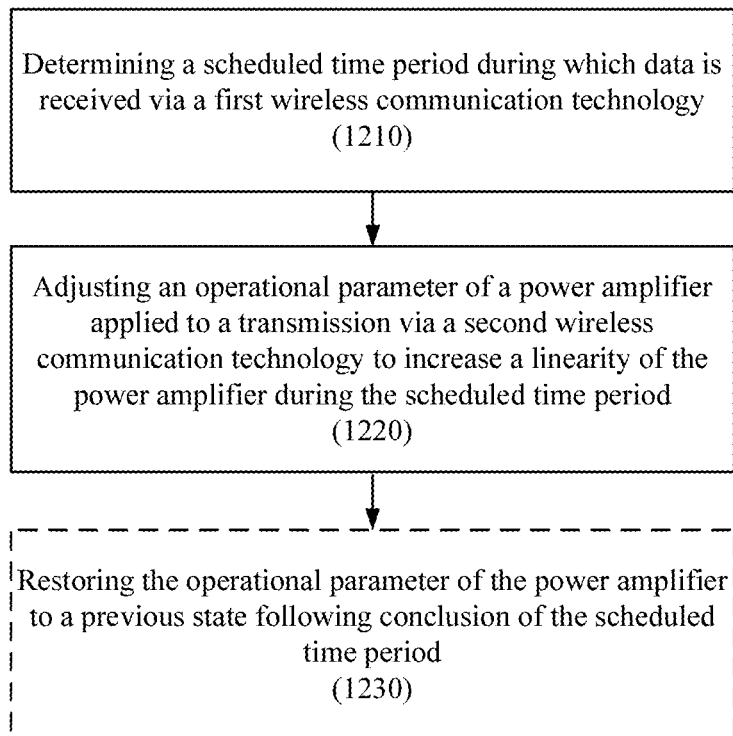 Determining a scheduled time period during which data is
received via a first wireless communication technology
(1210)
Adjusting an operational parameter of a power amplifier
applied to a transmission via a second wireless
communication technology to increase a linearity of the
power amplifier during the scheduled time period
(1220)
Restoring the operational parameter of the power amplifier
to a previous state following conclusion of the scheduled
time period
(1230)